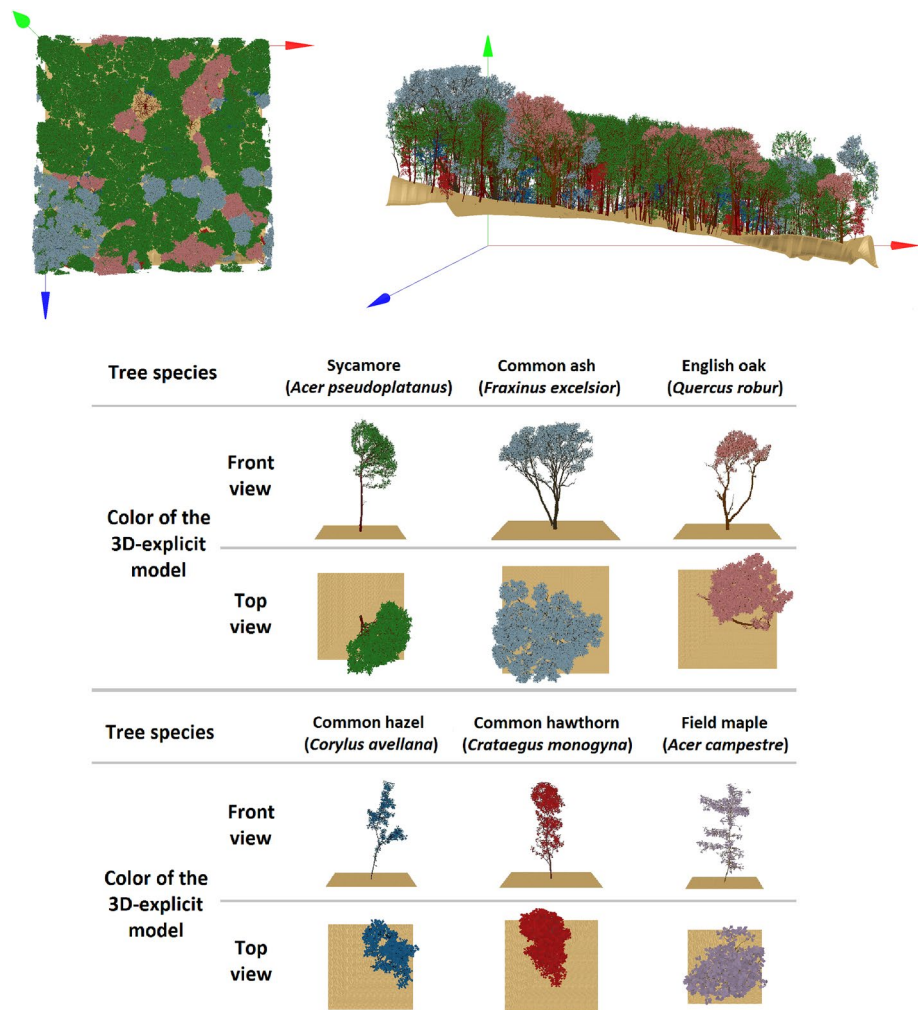 Tree species
Sycamore
(Acer pseudoplatanus)
Common ash
(Fraxinus excelsior)
English oak
(Quercus robur)
Color of the
3D-explicit
model
Front
view
Top
view
Tree species
Common hazel
(Corylus avellana)
Common hawthorn
(Crataegus monogyna)
Field maple
(Acer campestre)
Color of the
3D-explicit
model
Front
view
Top
view